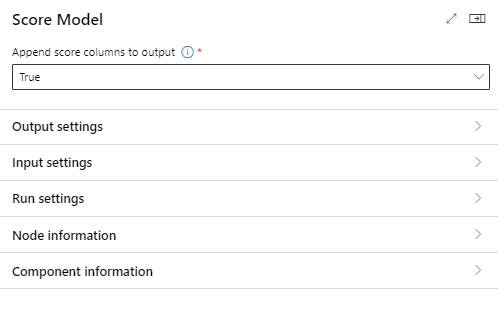 Score Model
Append score columns to output *
True
Output settings
Input settings
Run settings
Node information
Component information